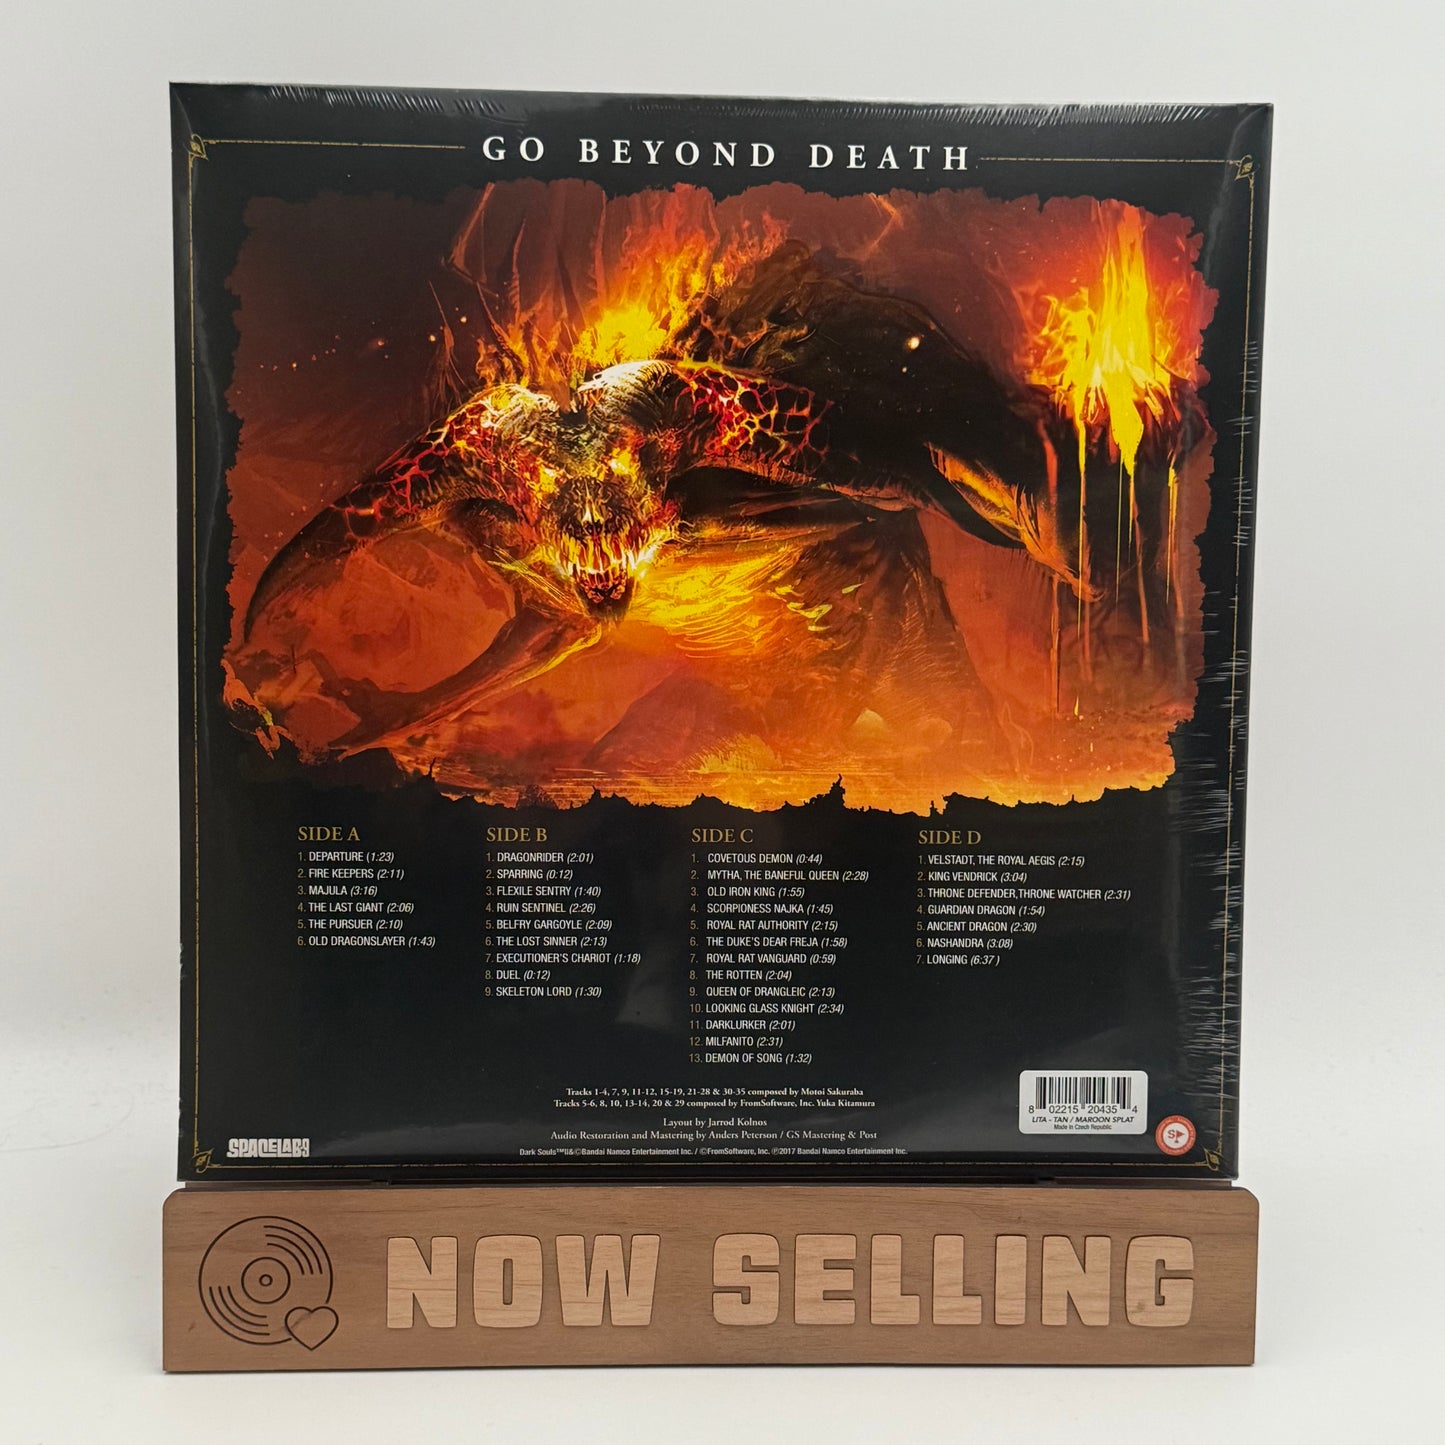 GO BEYOND DEATH
SIDE A
1. DEPARTURE (1:23)
2. FIRE KEEPERS (2:11)
3. MAJULA (3:16)
4. THE LAST GIANT (2:06)
5. THE PURSUER (2:10)
6. OLD DRAGONSLAYER (1:43)
SIDE B
1. DRAGONRIDER (2:01)
2. SPARRING (0:12)
3. FLEXILE SENTRY (1:40)
4. RUIN SENTINEL (2:26)
5. BELFRY GARGOYLE (2:09)
6. THE LOST SINNER (2:13)
7. EXECUTIONER'S CHARIOT (1:18)
8. DUEL (0:12)
9. SKELETON LORD (1:30)
SIDE C
1. COVETOUS DEMON (0:44)
2. MYTHA, THE BANEFUL QUEEN (2:28)
3. OLD IRON KING (1:55)
4. SCORPIONESS NAJKA (1:45)
5. ROYAL RAT AUTHORITY (2:15)
6. THE DUKE'S DEAR FREJA (1:58)
7. ROYAL RAT VANGUARD (0:59)
8. THE ROTTEN (2:04)
9. QUEEN OF DRANGLEIC (2:13)
10. LOOKING GLASS KNIGHT (2:34)
11. DARKLURKER (2:01)
12. MILFANITO (2:31)
13. DEMON OF SONG (1:32)
SIDE D
1. VELSTADT, THE ROYAL AEGIS (2:15)
2. KING VENDRICK (3:04)
3. THRONE DEFENDER,THRONE WATCHER (2:31)
4. GUARDIAN DRAGON (1:54)
5. ANCIENT DRAGON (2:30)
6. NASHANDRA (3:08)
7. LONGING (6:37 )
Tracks 1-4, 7, 9, 11-12, 15-19, 21-28 & 30-35 composed by Motoi Sakuraba
Tracks 5-6, 8, 10, 13-14, 20 & 29 composed by FromSoftware, Inc. Yuka Kitamura
Layout by Jarrod Kolnos
Audio Restoration and Mastering by Anders Peterson / GS Mastering & Post
Dark Souls™II&©Bandai Namco Entertainment Inc. / ©FromSoftware, Inc. ℗2017 Bandai Namco Entertainment Inc.
SPACELAB9
8 02215 20435 4
LITA - TAN / MAROON SPLAT
Made in Czech Republic
NOW SELLING